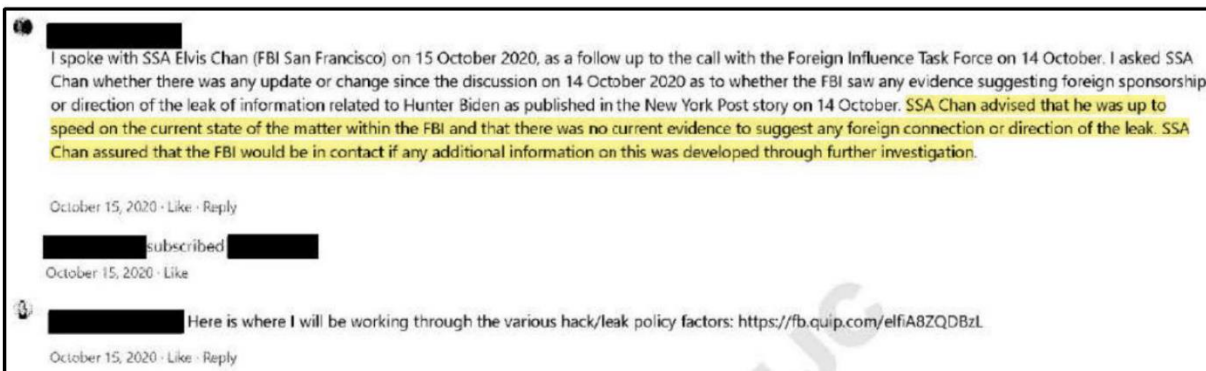 I spoke with SSA Elvis Chan (FBI San Francisco) on 15 October 2020, as a follow up to the call with the Foreign Influence Task Force on 14 October. I asked SSA
Chan whether there was any update or change since the discussion on 14 October 2020 as to whether the FBI saw any evidence suggesting foreign sponsorship
or direction of the leak of information related to Hunter Biden as published in the New York Post story on 14 October. SSA Chan advised that he was up to
speed on the current state of the matter within the FBI and that there was no current evidence to suggest any foreign connection or direction of the leak. SSA
Chan assured that the FBI would be in contact if any additional information on this was developed through further investigation.
October 15, 2020 · Like · Reply
subscribed
October 15, 2020 · Like
Here is where I will be working through the various hack/leak policy factors: https://fb.quip.com/elfiA8ZQDBzL
October 15, 2020 · Like · Reply